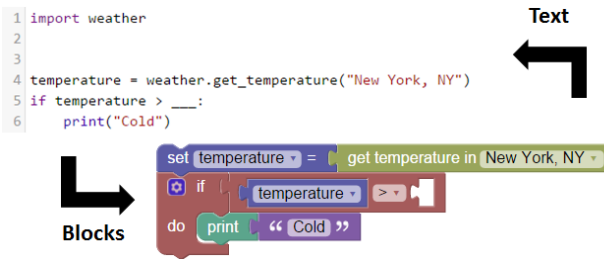 1 import weather
Text
2
3
4 temperature = weather.get_temperature("New York, NY")
5 if temperature > ___:
6 print("Cold")
set temperature ▾ = get temperature in New York, NY ▾
if temperature ▾ > ▾
do print “ Cold ”
Blocks